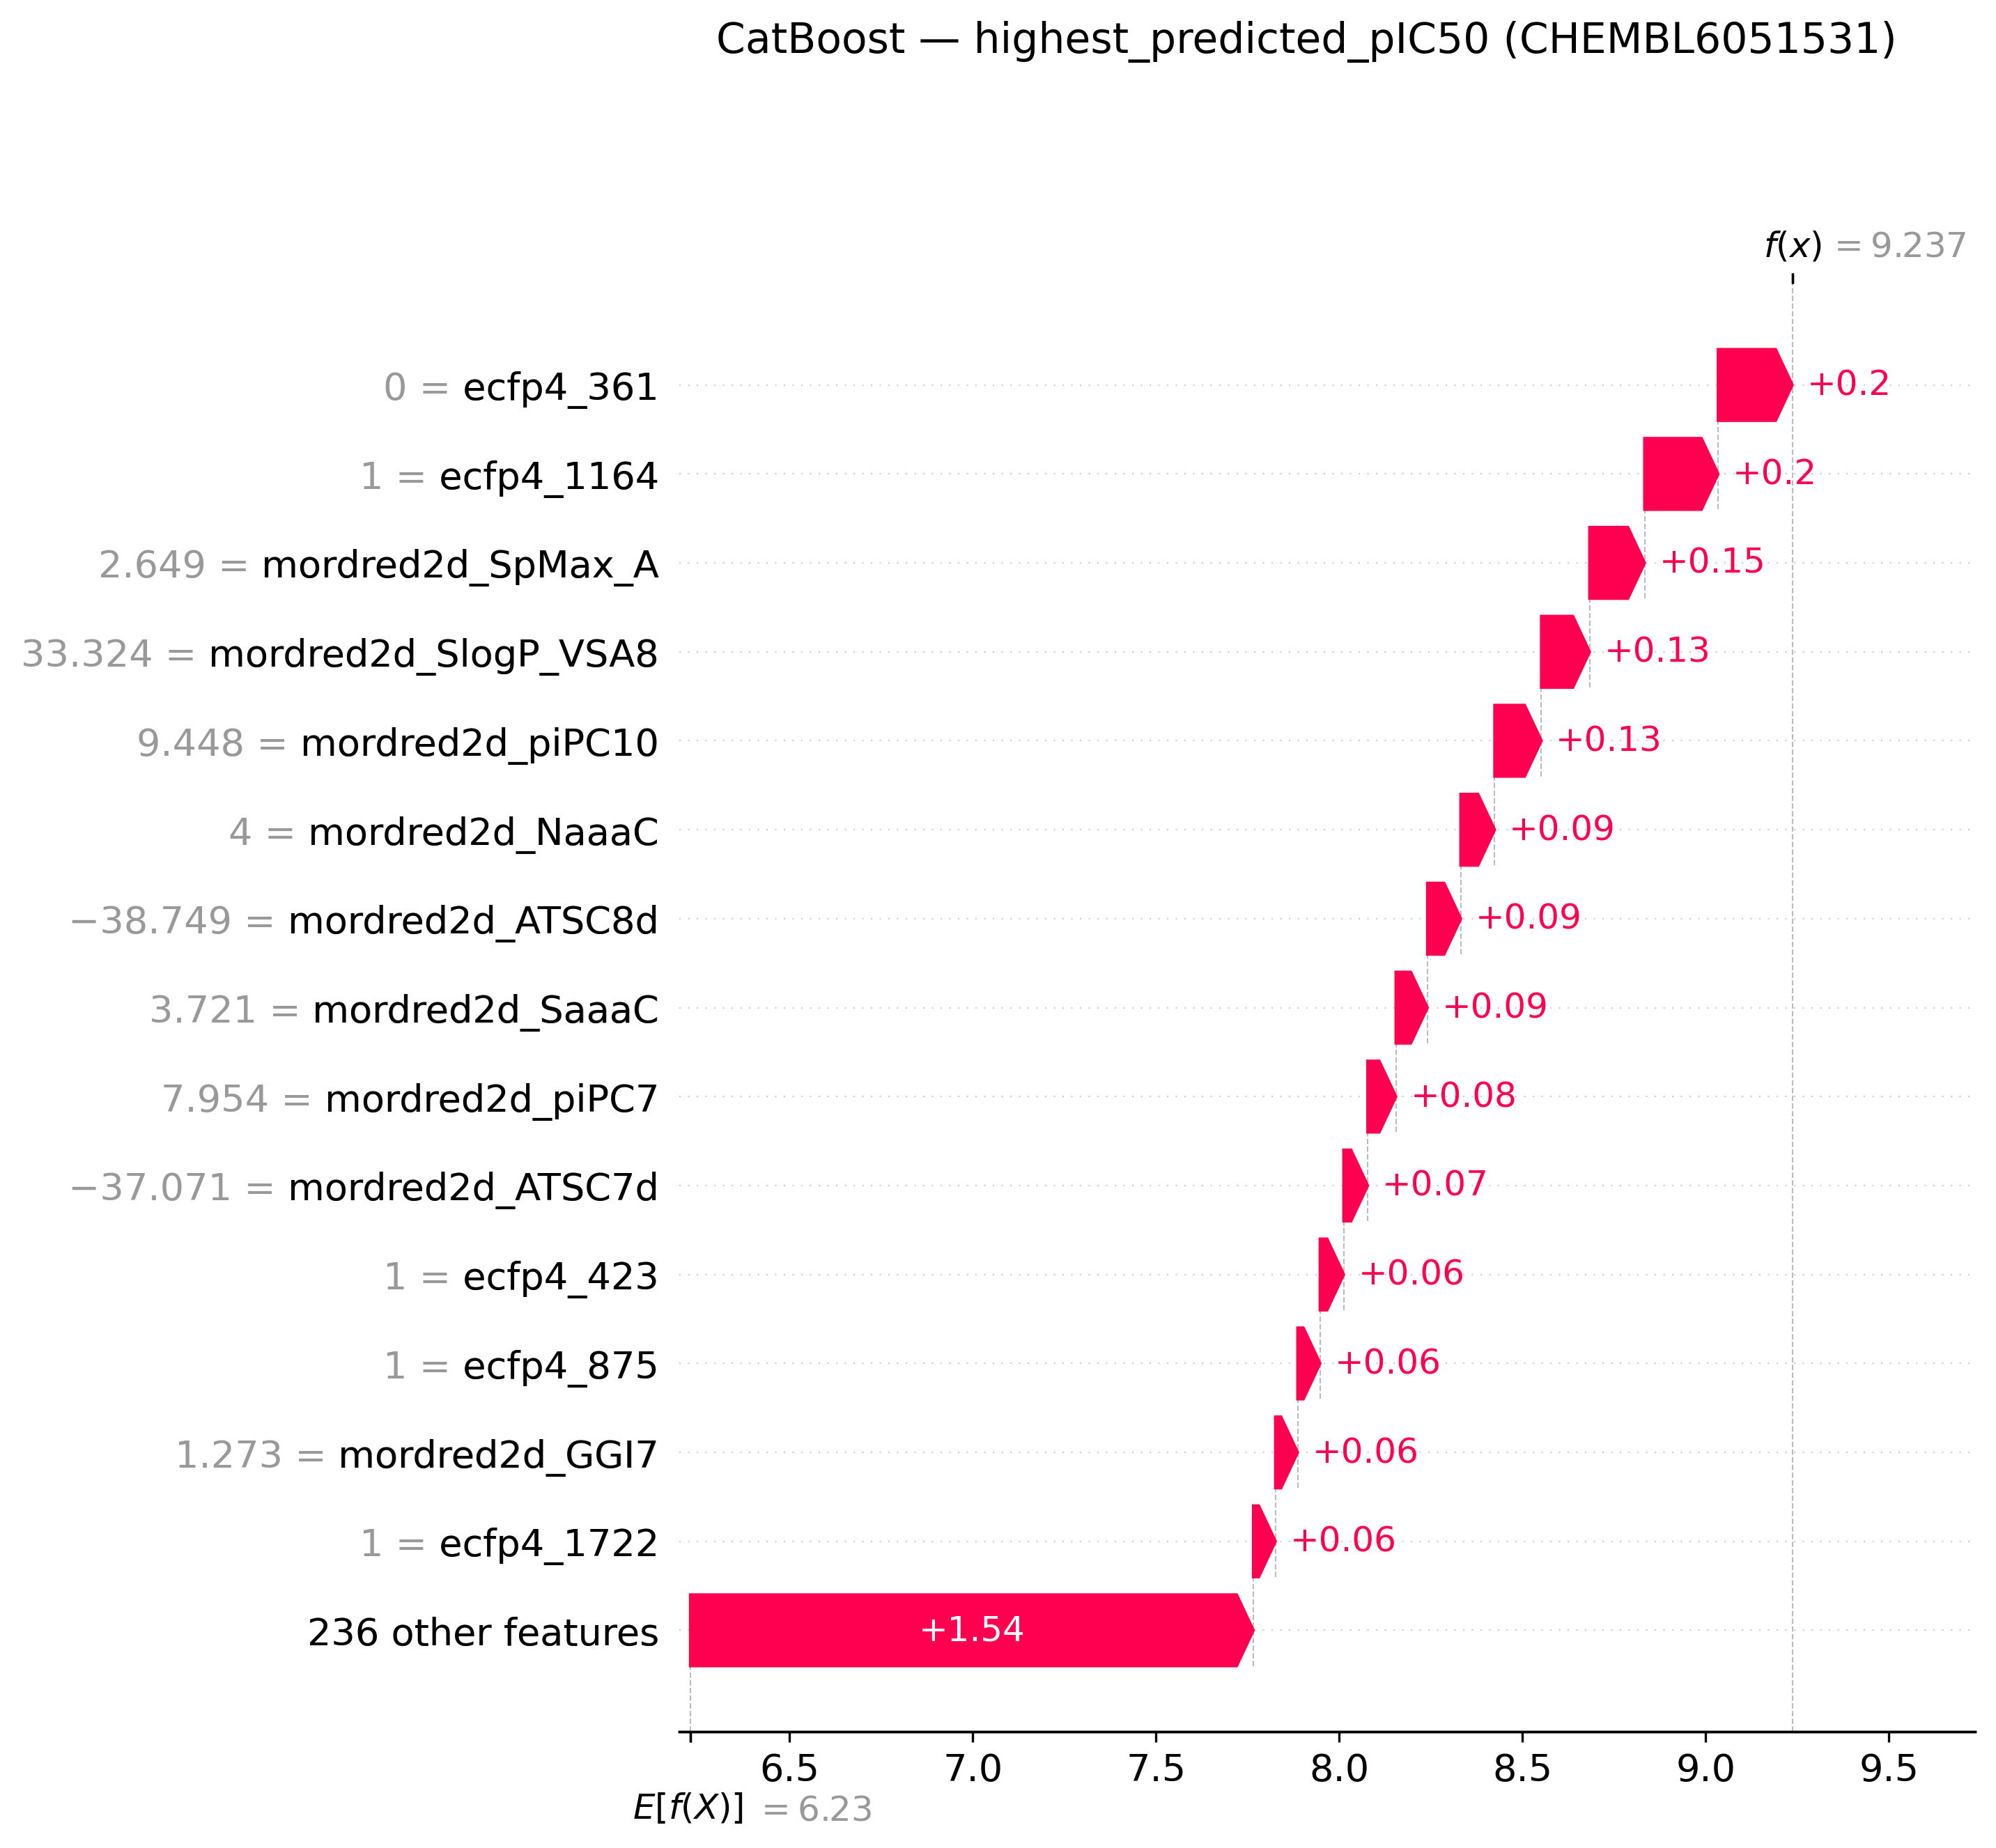 CatBoost — highest_predicted_pIC50 (CHEMBL6051531)
f(x) = 9.237
0 = ecfp4_361 +0.2
1 = ecfp4_1164 +0.2
2.649 = mordred2d_SpMax_A +0.15
33.324 = mordred2d_SlogP_VSA8 +0.13
9.448 = mordred2d_piPC10 +0.13
4 = mordred2d_NaaaC +0.09
−38.749 = mordred2d_ATSC8d +0.09
3.721 = mordred2d_SaaaC +0.09
7.954 = mordred2d_piPC7 +0.08
−37.071 = mordred2d_ATSC7d +0.07
1 = ecfp4_423 +0.06
1 = ecfp4_875 +0.06
1.273 = mordred2d_GGI7 +0.06
1 = ecfp4_1722 +0.06
236 other features +1.54
6.5 7.0 7.5 8.0 8.5 9.0 9.5
E[f(X)] = 6.23